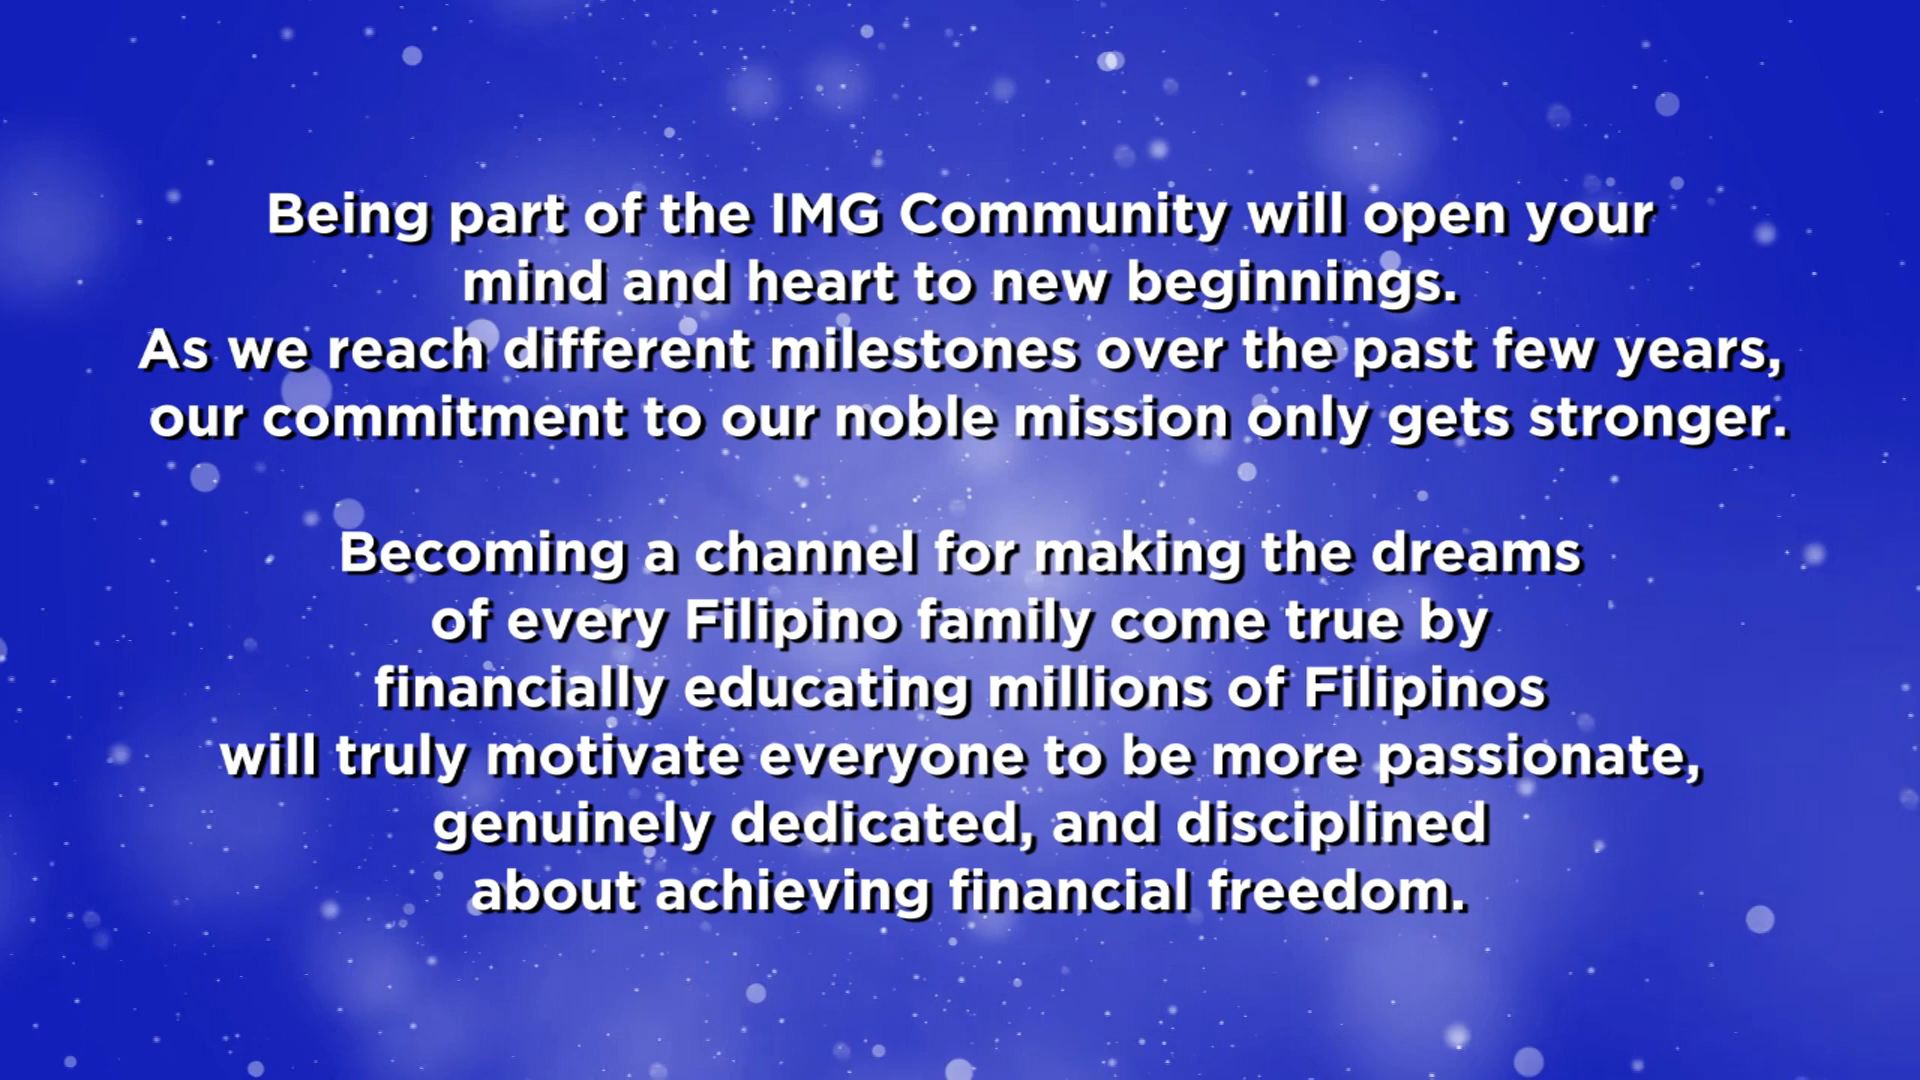 Being part of the IMG Community will open your
mind and heart to new beginnings.
As we reach different milestones over the past few years,
our commitment to our noble mission only gets stronger.
Becoming a channel for making the dreams
of every Filipino family come true by
financially educating millions of Filipinos
will truly motivate everyone to be more passionate,
genuinely dedicated, and disciplined
about achieving financial freedom.